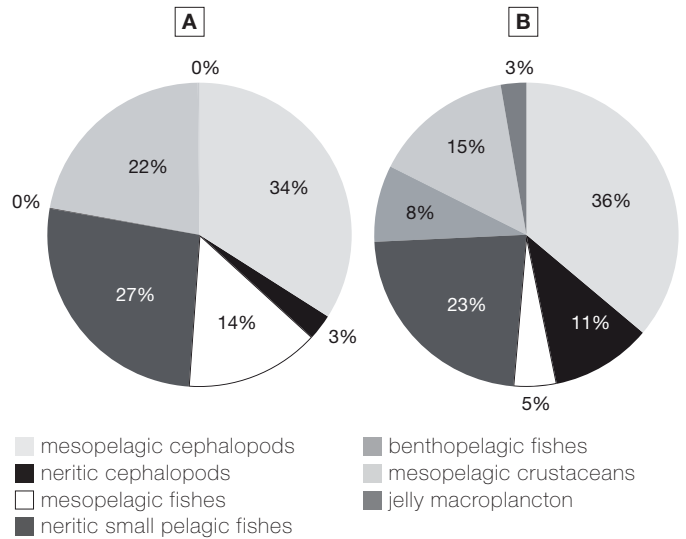 A
B
0%
34%
3%
14%
27%
0%
22%
3%
36%
11%
5%
23%
8%
15%
mesopelagic cephalopods
neritic cephalopods
mesopelagic fishes
neritic small pelagic fishes
benthopelagic fishes
mesopelagic crustaceans
jelly macroplancton